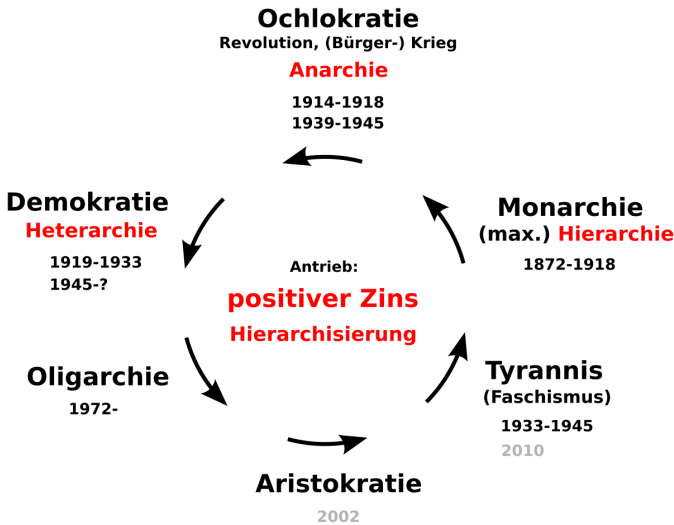 Ochlokratie
Revolution, (Bürger-) Krieg
Anarchie
1914-1918
1939-1945
Demokratie
Heterarchie
1919-1933
1945-?
Monarchie
(max.) Hierarchie
1872-1918
Antrieb:
positiver Zins
Hierarchisierung
Oligarchie
1972-
Tyrannis
(Faschismus)
1933-1945
2010
Aristokratie
2002